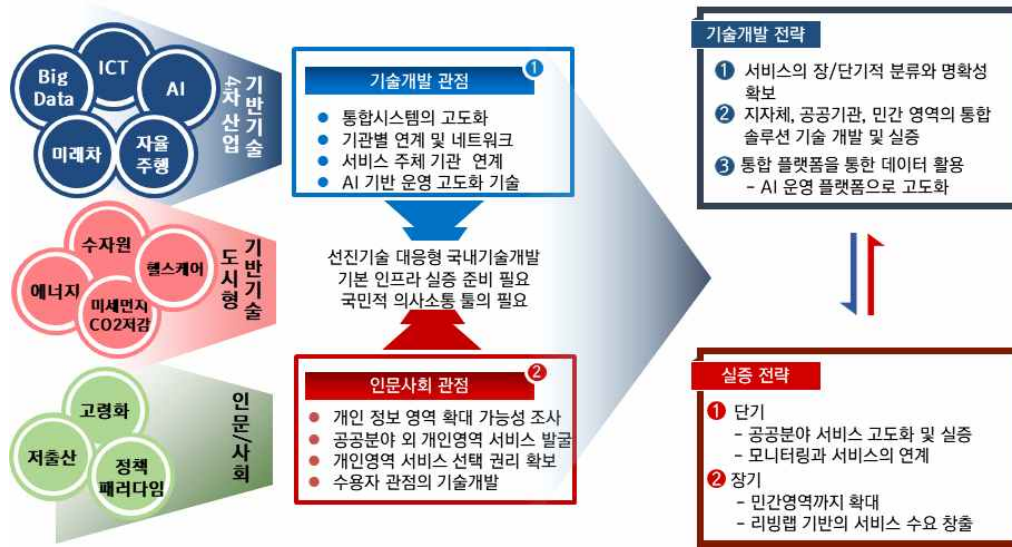 Big
Data
ICT
AI
미래차
자율
주행
4차 산업
기반기술
수자원
헬스케어
에너지
미세먼지
CO2저감
도시형
기반기술
고령화
저출산
정책
패러다임
인문/사회
기술개발 관점
1
통합시스템의 고도화
기관별 연계 및 네트워크
서비스 주체 기관 연계
AI 기반 운영 고도화 기술
선진기술 대응형 국내기술개발
기본 인프라 실증 준비 필요
국민적 의사소통 툴의 필요
인문사회 관점
2
개인 정보 영역 확대 가능성 조사
공공분야 외 개인영역 서비스 발굴
개인영역 서비스 선택 권리 확보
수용자 관점의 기술개발
기술개발 전략
1 서비스의 장/단기적 분류와 명확성
확보
2 지자체, 공공기관, 민간 영역의 통합
솔루션 기술 개발 및 실증
3 통합 플랫폼을 통한 데이터 활용
- AI 운영 플랫폼으로 고도화
실증 전략
1 단기
- 공공분야 서비스 고도화 및 실증
- 모니터링과 서비스의 연계
2 장기
- 민간영역까지 확대
- 리빙랩 기반의 서비스 수요 창출